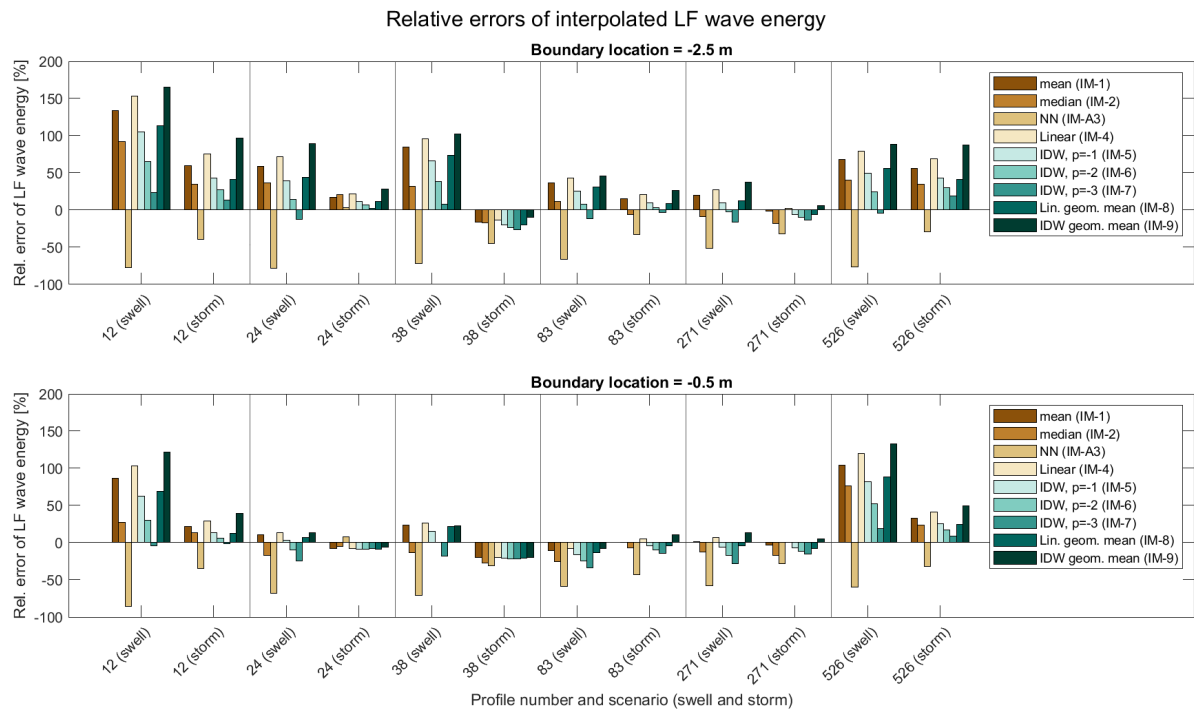 Relative errors of interpolated LF wave energy
Boundary location = -2.5 m
Rel. error of LF wave energy [%]
200
150
100
50
0
-50
-100
mean (IM-1)
median (IM-2)
NN (IM-A3)
Linear (IM-4)
IDW, p=-1 (IM-5)
IDW, p=-2 (IM-6)
IDW, p=-3 (IM-7)
Lin. geom. mean (IM-8)
IDW geom. mean (IM-9)
12 (swell)
12 (storm)
24 (swell)
24 (storm)
38 (swell)
38 (storm)
83 (swell)
83 (storm)
271 (swell)
271 (storm)
526 (swell)
526 (storm)
Boundary location = -0.5 m
Rel. error of LF wave energy [%]
200
150
100
50
0
-50
-100
mean (IM-1)
median (IM-2)
NN (IM-A3)
Linear (IM-4)
IDW, p=-1 (IM-5)
IDW, p=-2 (IM-6)
IDW, p=-3 (IM-7)
Lin. geom. mean (IM-8)
IDW geom. mean (IM-9)
12 (swell)
12 (storm)
24 (swell)
24 (storm)
38 (swell)
38 (storm)
83 (swell)
83 (storm)
271 (swell)
271 (storm)
526 (swell)
526 (storm)
Profile number and scenario (swell and storm)